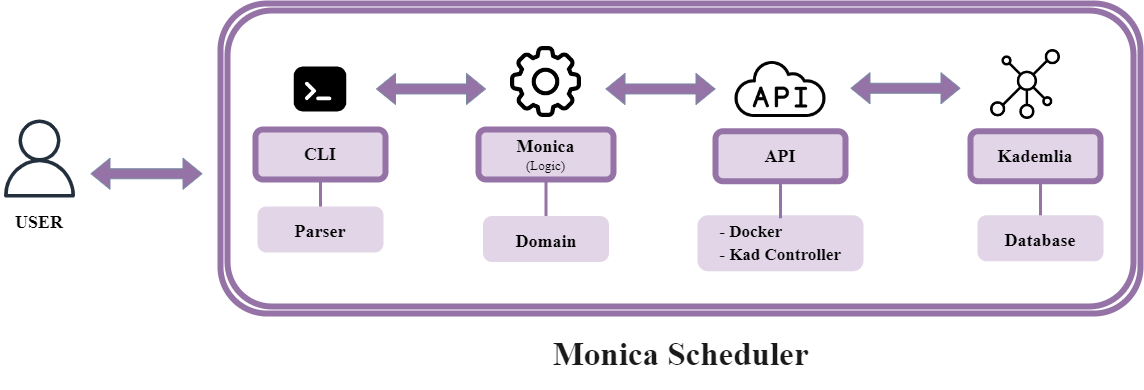 USER
CLI
Parser
Monica
(Logic)
Domain
API
API
- Docker
- Kad Controller
Kademlia
Database
Monica Scheduler